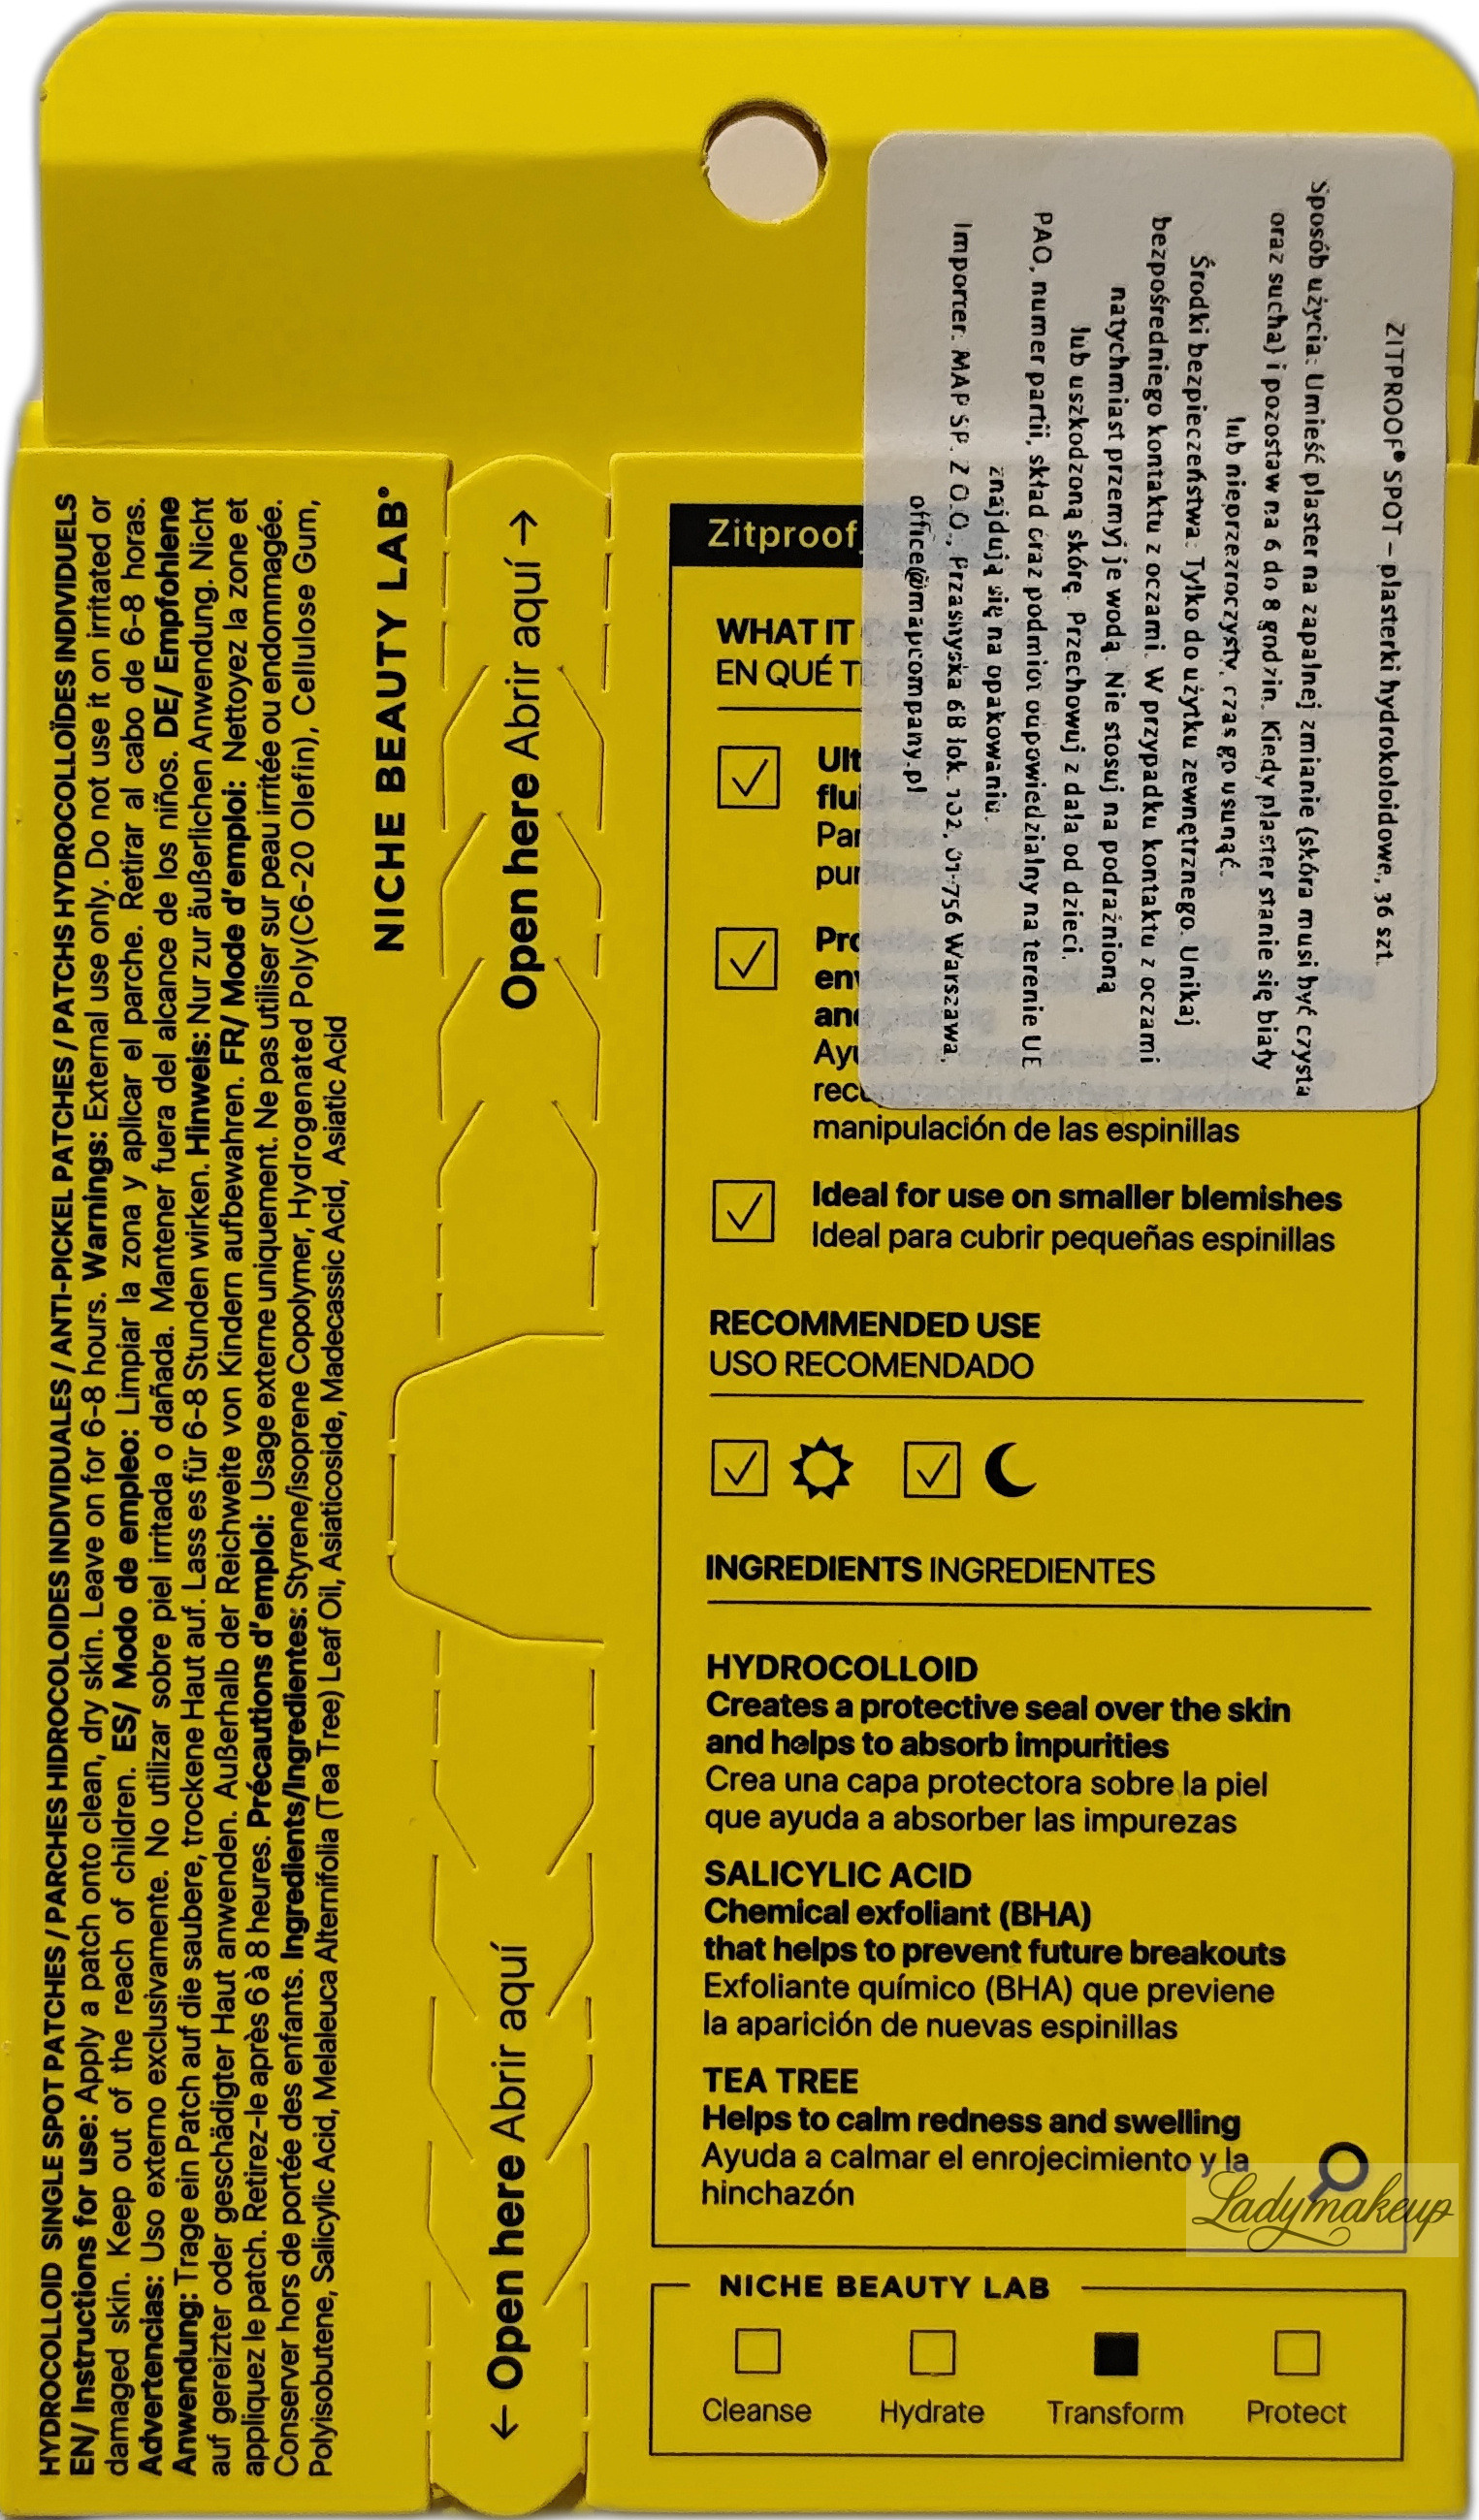 HYDROCOLLOID SINGLE SPOT PATCHES / PARCHES HIDROCOLOIDES INDIVIDUALES / ANTI-PICKEL PATCHES / PATCHS HYDROCOLLOÏDES INDIVIDUELS
EN/ Instructions for use: Apply a patch onto clean, dry skin. Leave on for 6-8 hours. Warnings: External use only. Do not use it on irritated or
damaged skin. Keep out of the reach of children. ES/ Modo de empleo: Limpiar la zona y aplicar el parche. Retirar al cabo de 6-8 horas.
Advertencias: Uso externo exclusivamente. No utilizar sobre piel irritada o dañada. Mantener fuera del alcance de los niños. DE/ Empfohlene
Anwendung: Trage ein Patch auf die saubere, trockene Haut auf. Lass es für 6-8 Stunden wirken. Hinweis: Nur zur äußerlichen Anwendung. Nicht
auf gereizter oder geschädigter Haut anwenden. Außerhalb der Reichweite von Kindern aufbewahren. FR/ Mode d'emploi: Nettoyez la zone et
appliquez le patch. Retirez-le après 6 à 8 heures. Précautions d'emploi: Usage externe uniquement. Ne pas utiliser sur peau irritée ou endommagée.
Conserver hors de portée des enfants. Ingredients/Ingredientes: Styrene/Isoprene Copolymer, Hydrogenated Poly(C6-20 Olefin), Cellulose Gum,
Polyisobutene, Salicylic Acid, Melaleuca Alternifolia (Tea Tree) Leaf Oil, Asiaticoside, Madecassic Acid, Asiatic Acid
NICHE BEAUTY LAB®
Open here Abrir aquí →
← Open here Abrir aquí
ZITPROOF® SPOT – plasterki hydrokoloidowe, 36 szt.
Sposób użycia: Umieść plaster na zapalnej zmianie (skóra musi być czysta
oraz sucha) i pozostaw na 6 do 8 godzin. Kiedy plaster stanie się biały
lub nieprzezroczysty, czas go usunąć.
Środki bezpieczeństwa: Tylko do użytku zewnętrznego. Unikaj
bezpośredniego kontaktu z oczami. W przypadku kontaktu z oczami
natychmiast przemyj je wodą. Nie stosuj na podrażnioną
lub uszkodzoną skórę. Przechowuj z dala od dzieci.
PAO, numer partii, skład oraz podmiot odpowiedzialny na terenie UE
znajdują się na opakowaniu.
Importer: MAP SP. Z O.O., Przasnyska 6B lok. 102, 01-756 Warszawa,
office@mapcompany.pl
Zitproof
WHAT IT
EN QUÉ TE
Ult
flui
Par
pur
Pro
env
and
Ayu
rec
manipulación de las espinillas
Ideal for use on smaller blemishes
Ideal para cubrir pequeñas espinillas
RECOMMENDED USE
USO RECOMENDADO
INGREDIENTS INGREDIENTES
HYDROCOLLOID
Creates a protective seal over the skin
and helps to absorb impurities
Crea una capa protectora sobre la piel
que ayuda a absorber las impurezas
SALICYLIC ACID
Chemical exfoliant (BHA)
that helps to prevent future breakouts
Exfoliante químico (BHA) que previene
la aparición de nuevas espinillas
TEA TREE
Helps to calm redness and swelling
Ayuda a calmar el enrojecimiento y la
hinchazón
Ladymakeup
NICHE BEAUTY LAB
Cleanse Hydrate Transform Protect